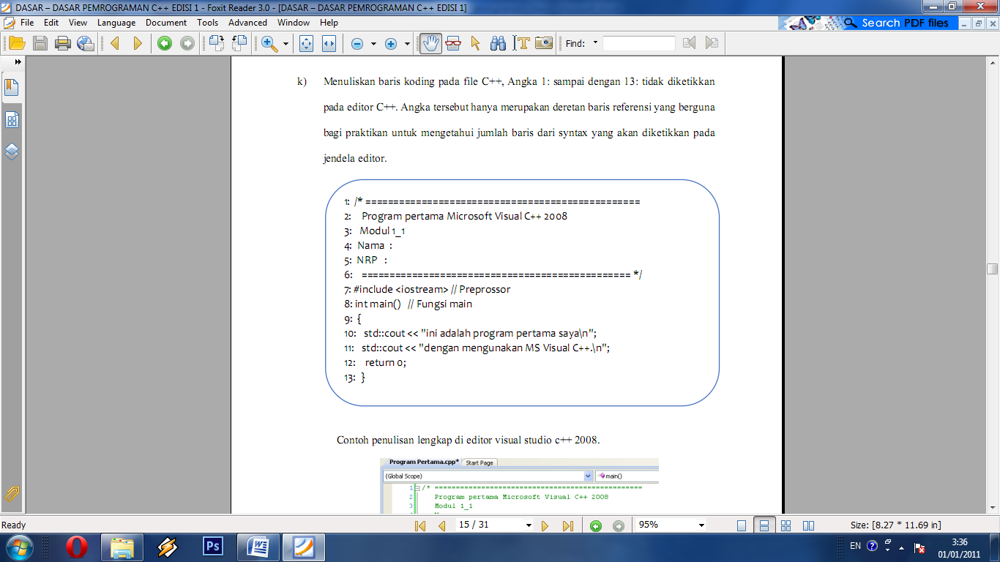 DASAR – DASAR PEMROGRAMAN C++ EDISI 1 - Foxit Reader 3.0 - [DASAR – DASAR PEMROGRAMAN C++ EDISI 1]
File Edit View Language Document Tools Advanced Window Help
Search PDF files
Find:
k) Menuliskan baris koding pada file C++, Angka 1: sampai dengan 13: tidak diketikkan
pada editor C++. Angka tersebut hanya merupakan deretan baris referensi yang berguna
bagi praktikan untuk mengetahui jumlah baris dari syntax yang akan diketikkan pada
jendela editor.
1: /* =================================================
2: Program pertama Microsoft Visual C++ 2008
3: Modul 1_1
4: Nama :
5: NRP :
6: ================================================ */
7: #include <iostream> // Preprossor
8: int main() // Fungsi main
9: {
10: std::cout << "ini adalah program pertama saya\n";
11: std::cout << "dengan mengunakan MS Visual C++.\n";
12: return 0;
13: }
Contoh penulisan lengkap di editor visual studio c++ 2008.
Program Pertama.cpp* Start Page
(Global Scope) main()
1 /* =================================================
2 Program pertama Microsoft Visual C++ 2008
3 Modul 1_1
Ready 15 / 31 95% Size: [8.27 * 11.69 in]
Ps EN 3:36
01/01/2011